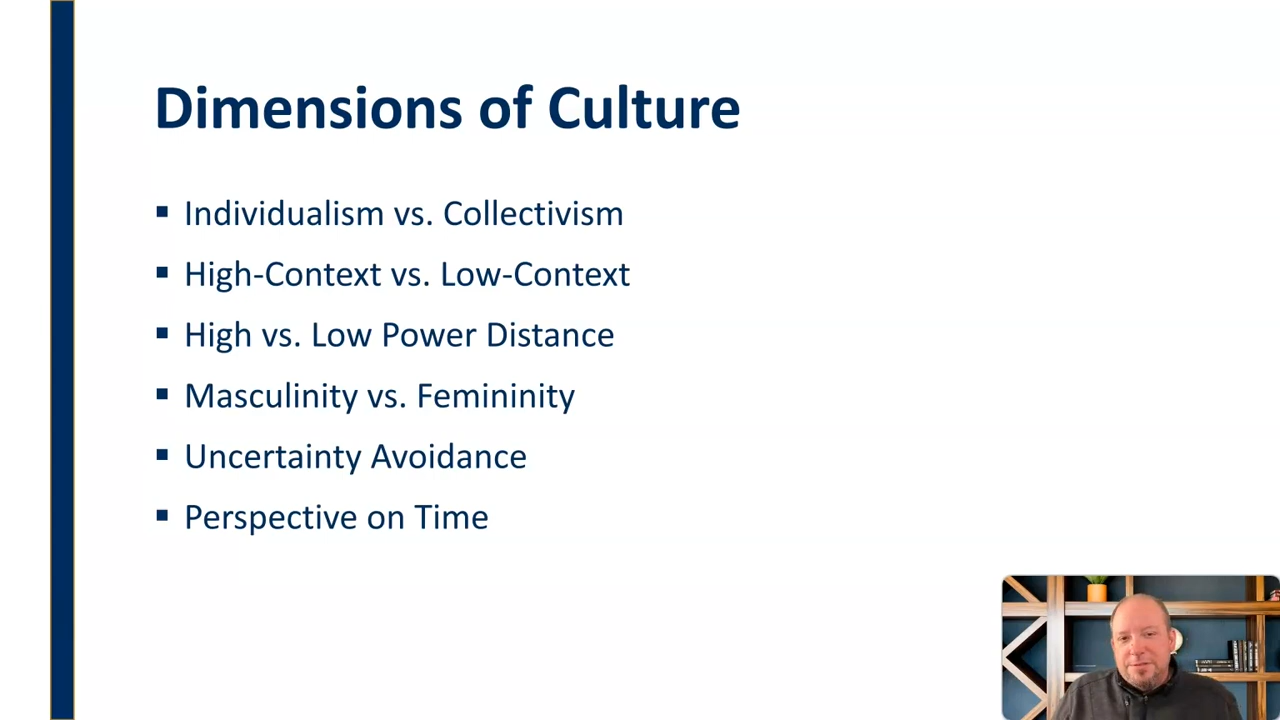 Dimensions of Culture
▪ Individualism vs. Collectivism
▪ High-Context vs. Low-Context
▪ High vs. Low Power Distance
▪ Masculinity vs. Femininity
▪ Uncertainty Avoidance
▪ Perspective on Time